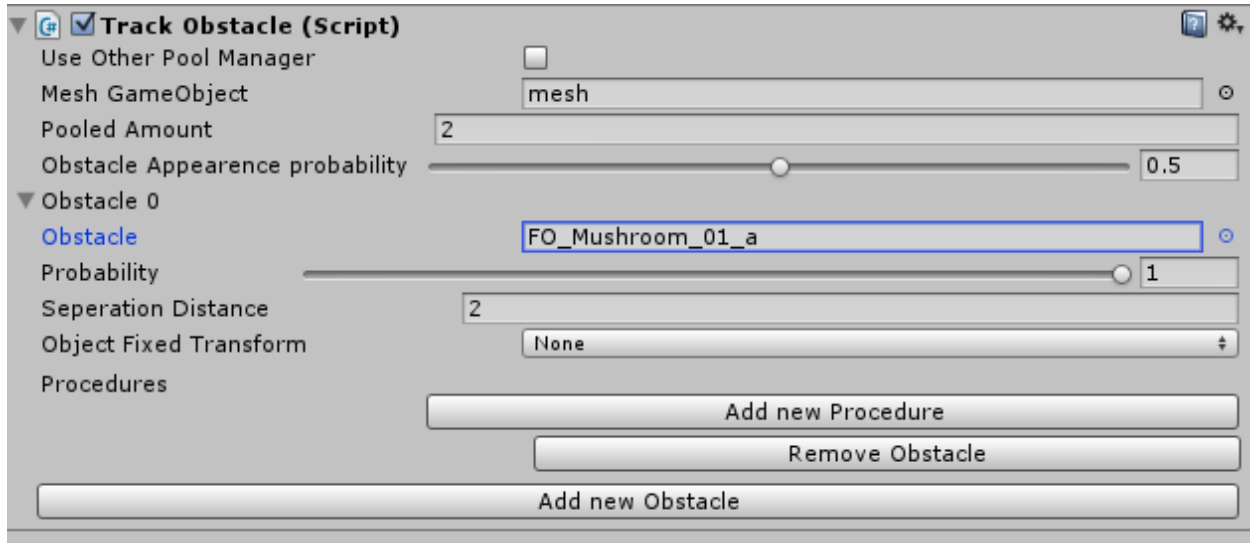 Track Obstacle (Script)
Use Other Pool Manager
Mesh GameObject mesh
Pooled Amount 2
Obstacle Appearence probability 0.5
Obstacle 0
Obstacle FO_Mushroom_01_a
Probability 1
Seperation Distance 2
Object Fixed Transform None
Procedures
Add new Procedure
Remove Obstacle
Add new Obstacle